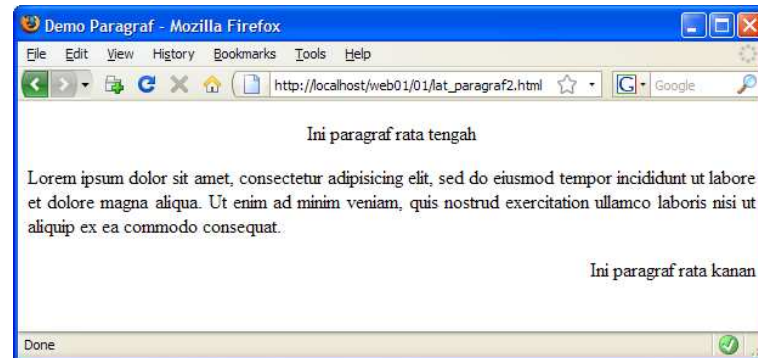 Demo Paragraf - Mozilla Firefox
File Edit View History Bookmarks Tools Help
http://localhost/web01/01/lat_paragraf2.html G Google
Ini paragraf rata tengah
Lorem ipsum dolor sit amet, consectetur adipisicing elit, sed do eiusmod tempor incididunt ut labore
et dolore magna aliqua. Ut enim ad minim veniam, quis nostrud exercitation ullamco laboris nisi ut
aliquip ex ea commodo consequat.
Ini paragraf rata kanan
Done